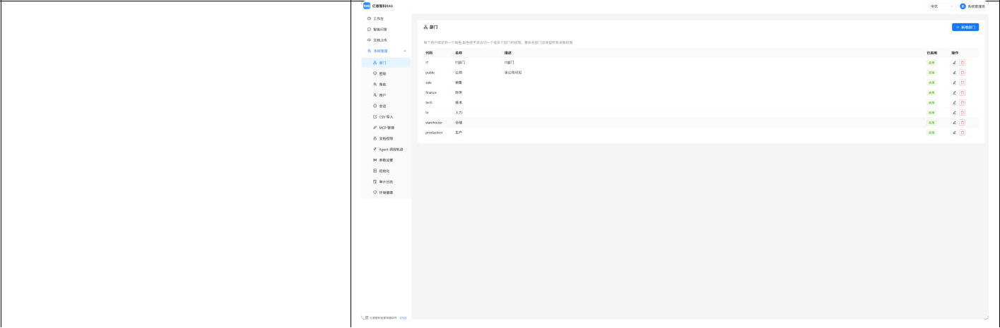 RAG 亿赛智科RAG
中文
系统管理员
工作台
智能问答
文档上传
系统管理
部门
密级
角色
用户
会话
CSV 导入
MCP 管理
文档权限
Agent 调用轨迹
参数设置
初始化
审计日志
环境健康
V1.0
部门
+ 新增部门
代码 名称 描述 已启用 操作
IT IT部门 IT部门 启用
public 公共 全公司可见 启用
sale 销售 启用
finance 财务 启用
tech 技术 启用
hr 人力 启用
warehouse 仓储 启用
production 生产 启用